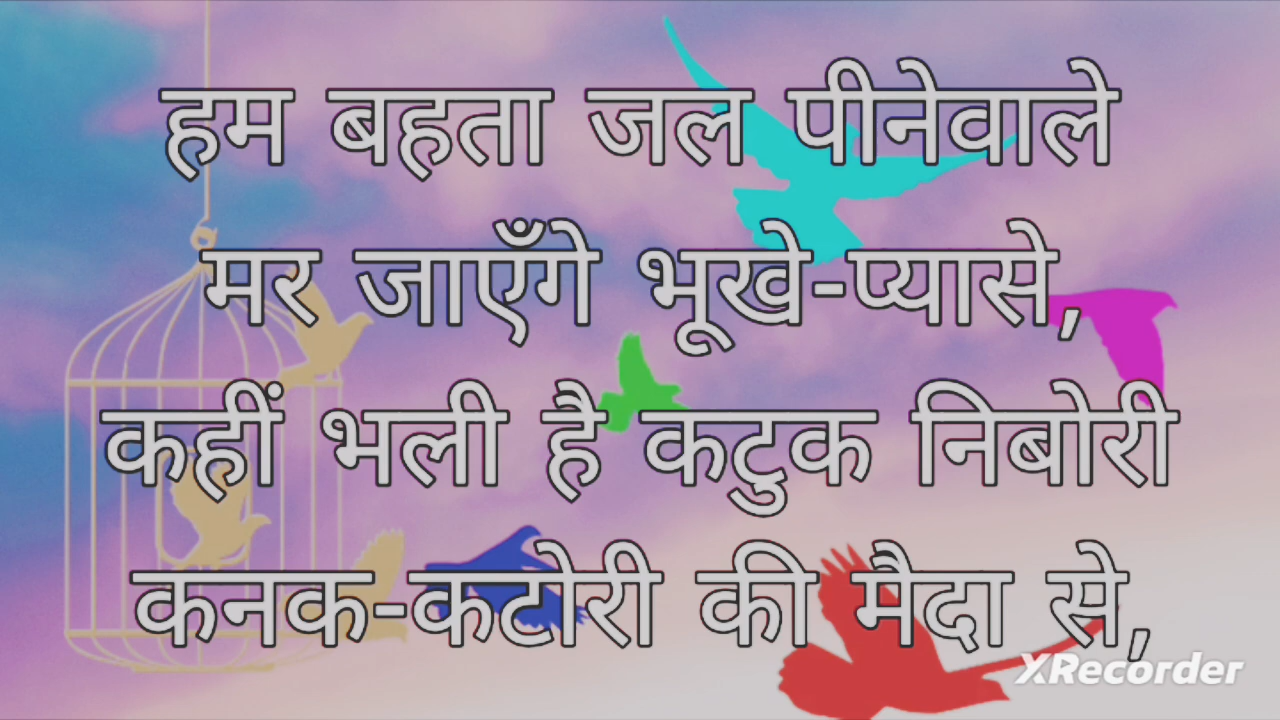 हम बहता जल पीनेवाले
मर जाएँगे भूखे-प्यासे,
कहीं भली है कटुक निबोरी
कनक-कटोरी की मैदा से,
XRecorder